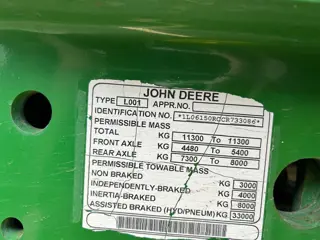 JOHN DEERE
TYPE L001 APPR.NO.
IDENTIFICATION NO. *1L06150RCCR733086*
PERMISSIBLE MASS
TOTAL KG 11300 To 11300
FRONT AXLE KG 4480 To 5400
REAR AXLE KG 7300 To 8000
PERMISSIBLE TOWABLE MASS
NON BRAKED KG 3000
INDEPENDENTLY-BRAKED KG 4000
INERTIA-BRAKED KG 8000
ASSISTED BRAKED (HYD/PNEUM) KG 33000